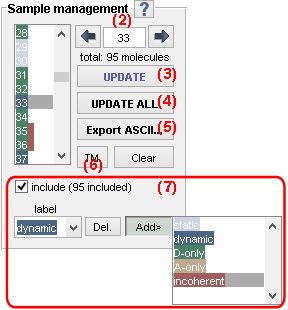 Sample management ?
(2)
33
total: 95 molecules
28
29
30
31
32
33
34
35
36
37
UPDATE (3)
UPDATE ALL (4)
Export ASCII... (5)
TM Clear
(6)
include (95 included) (7)
label
dynamic Del. Add>
static
dynamic
D-only
A-only
incoherent